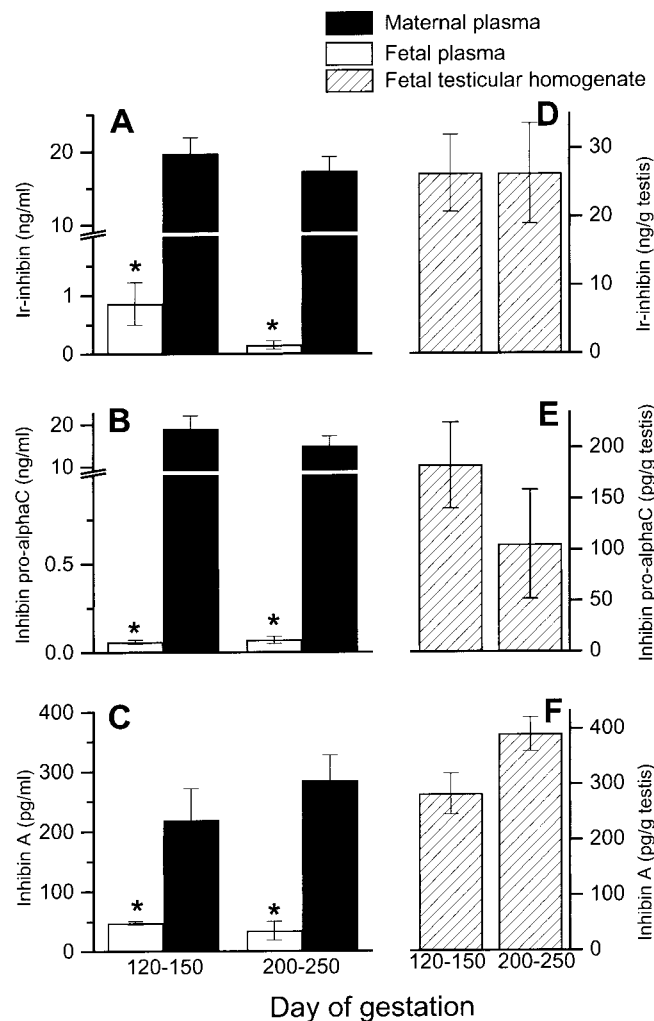 Maternal plasma
Fetal plasma
Fetal testicular homogenate
A
Ir-inhibin (ng/ml)
20
10
1
0
*
*
D
Ir-inhibin (ng/g testis)
30
20
10
0
B
Inhibin pro-alphaC (ng/ml)
20
10
0.5
0.0
*
*
E
Inhibin pro-alphaC (pg/g testis)
200
150
100
50
0
C
Inhibin A (pg/ml)
400
300
200
100
50
0
*
*
F
Inhibin A (pg/g testis)
400
300
200
100
0
120-150 200-250 120-150 200-250
Day of gestation